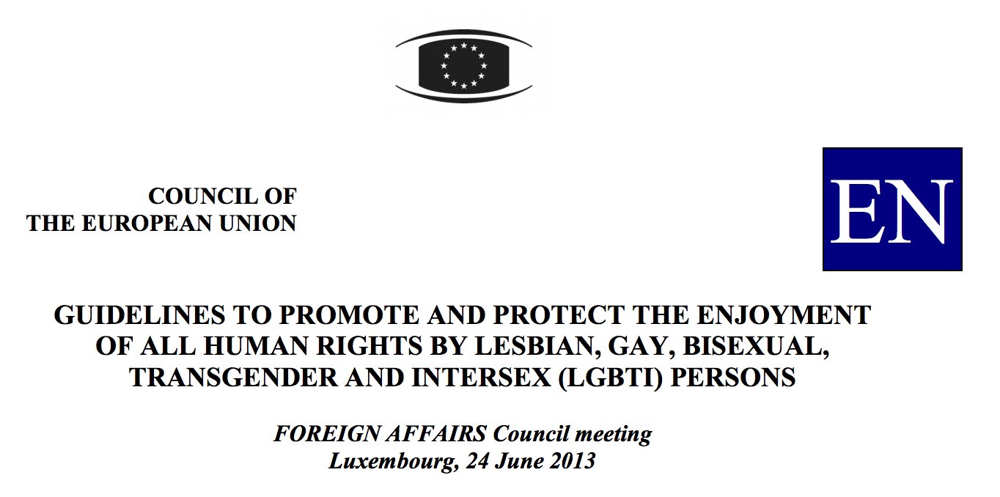 COUNCIL OF
THE EUROPEAN UNION
EN
GUIDELINES TO PROMOTE AND PROTECT THE ENJOYMENT
OF ALL HUMAN RIGHTS BY LESBIAN, GAY, BISEXUAL,
TRANSGENDER AND INTERSEX (LGBTI) PERSONS
FOREIGN AFFAIRS Council meeting
Luxembourg, 24 June 2013